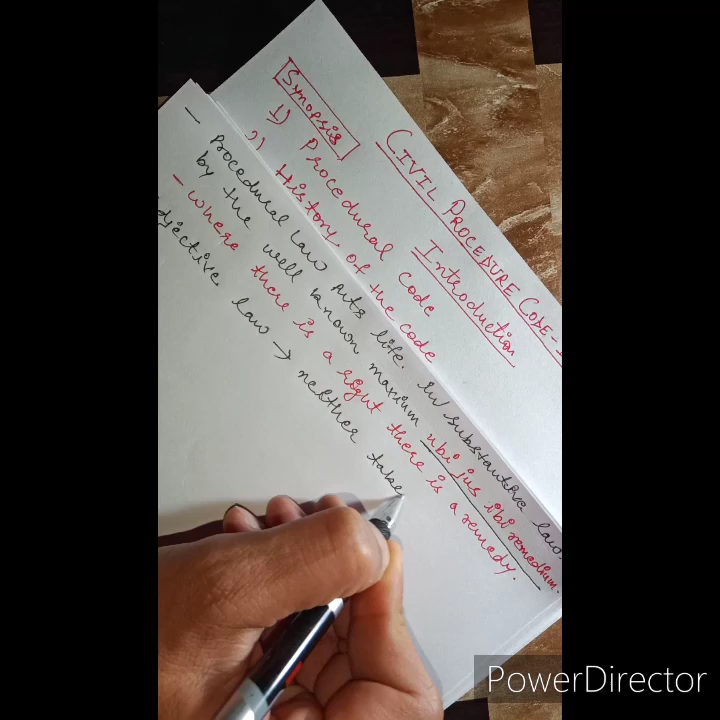 CIVIL PROCEDURE CODE-
Introduction
Synopsis
1) Procedural code
2) History of the code
- Procedural law puts life in substantive law
by the well known maxium ubi jus ibi remedium.
- where there is a right there is a remedy.
djective law → neither take
PowerDirector